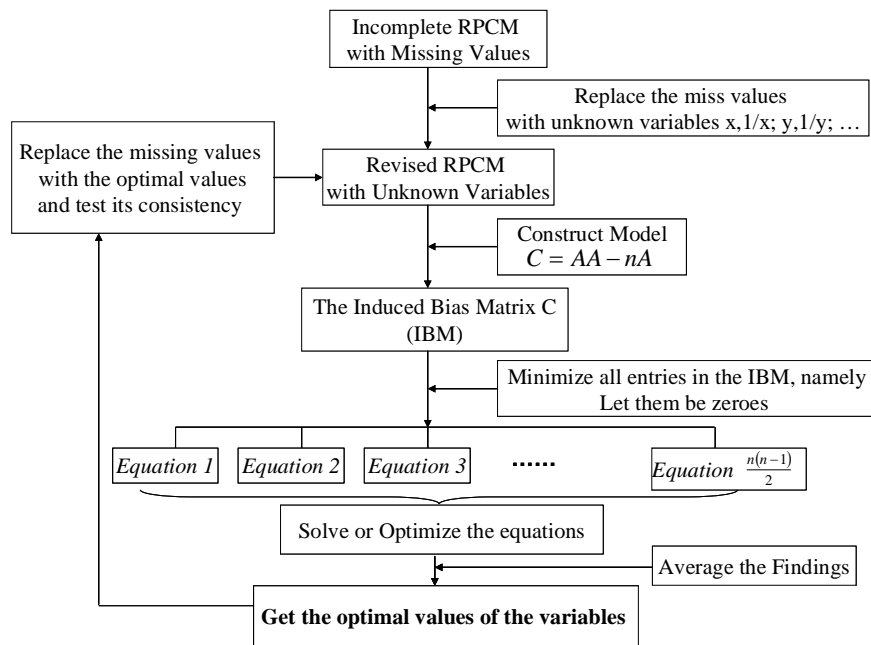 Incomplete RPCM
with Missing Values
Replace the miss values
with unknown variables x,1/x; y,1/y; …
Replace the missing values
with the optimal values
and test its consistency
Revised RPCM
with Unknown Variables
Construct Model
C = AA − nA
The Induced Bias Matrix C
(IBM)
Minimize all entries in the IBM, namely
Let them be zeroes
Equation 1 Equation 2 Equation 3 …… Equation n(n−1)/2
Solve or Optimize the equations
Average the Findings
Get the optimal values of the variables